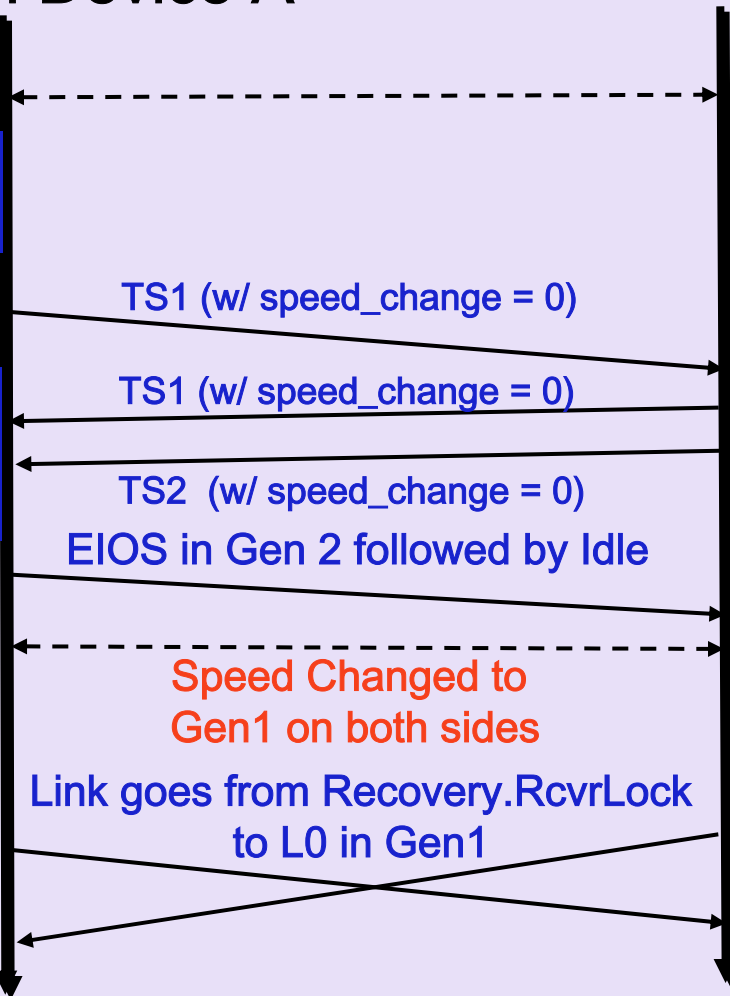 Device A
TS1 (w/ speed_change = 0)
TS1 (w/ speed_change = 0)
TS2 (w/ speed_change = 0)
EIOS in Gen 2 followed by Idle
Speed Changed to
Gen1 on both sides
Link goes from Recovery.RcvrLock
to L0 in Gen1